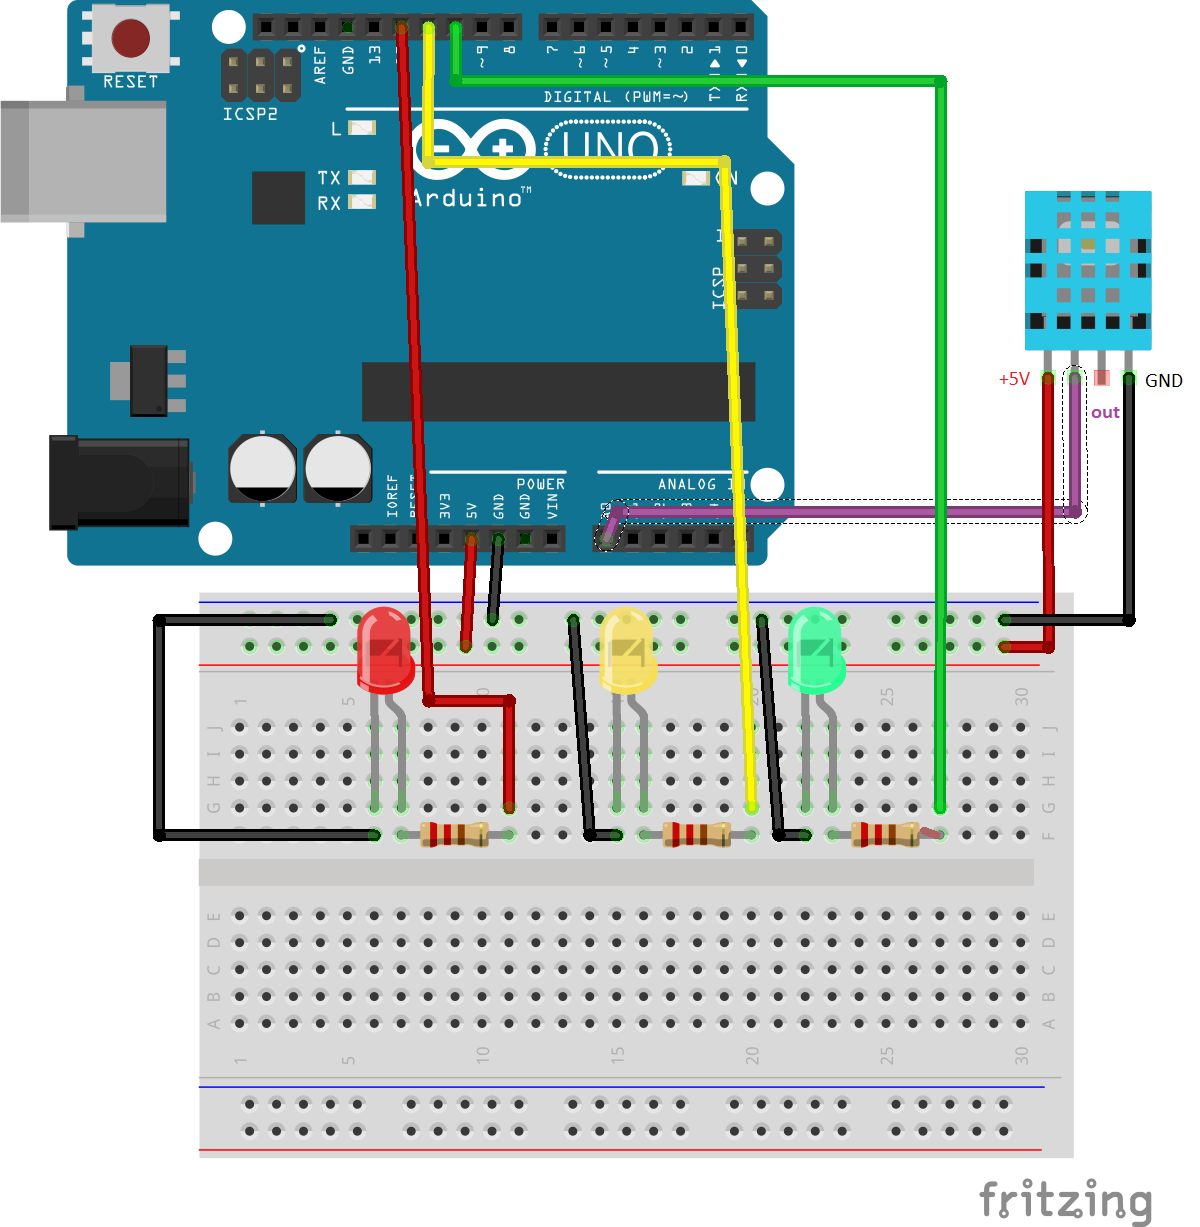 RESET
ICSP2
AREF
GND
13
~9
8
7
~6
~5
4
~3
2
TX▶1
RX◀0
DIGITAL (PWM=~)
L
TX
RX
UNO
Arduino™
ON
1
ICSP
+5V
GND
out
POWER
ANALOG IN
IOREF
RESET
3V3
5V
GND
GND
VIN
1
5
10
15
20
25
30
J
I
H
G
F
J
I
H
G
F
E
D
C
B
A
E
D
C
B
A
1
5
10
15
20
25
30
fritzing